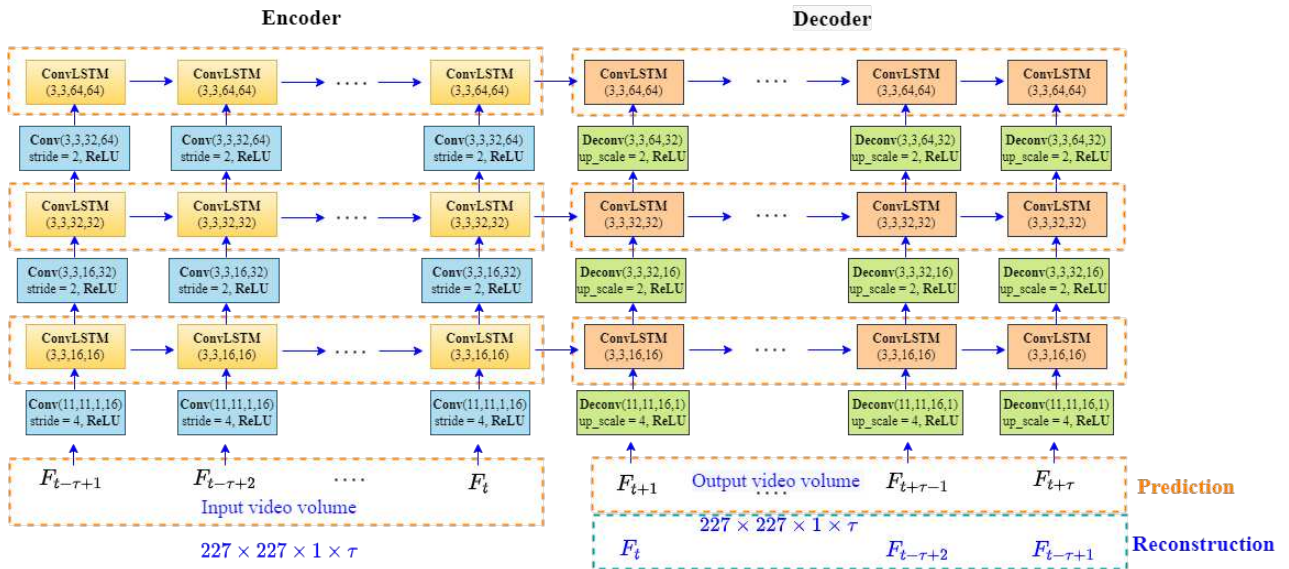 Encoder
Decoder
ConvLSTM
(3,3,64,64)
ConvLSTM
(3,3,64,64)
....
ConvLSTM
(3,3,64,64)
ConvLSTM
(3,3,64,64)
....
ConvLSTM
(3,3,64,64)
ConvLSTM
(3,3,64,64)
Conv(3,3,32,64)
stride = 2, ReLU
Conv(3,3,32,64)
stride = 2, ReLU
Conv(3,3,32,64)
stride = 2, ReLU
Deconv(3,3,64,32)
up_scale = 2, ReLU
Deconv(3,3,64,32)
up_scale = 2, ReLU
Deconv(3,3,64,32)
up_scale = 2, ReLU
ConvLSTM
(3,3,32,32)
ConvLSTM
(3,3,32,32)
....
ConvLSTM
(3,3,32,32)
ConvLSTM
(3,3,32,32)
....
ConvLSTM
(3,3,32,32)
ConvLSTM
(3,3,32,32)
Conv(3,3,16,32)
stride = 2, ReLU
Conv(3,3,16,32)
stride = 2, ReLU
Conv(3,3,16,32)
stride = 2, ReLU
Deconv(3,3,32,16)
up_scale = 2, ReLU
Deconv(3,3,32,16)
up_scale = 2, ReLU
Deconv(3,3,32,16)
up_scale = 2, ReLU
ConvLSTM
(3,3,16,16)
ConvLSTM
(3,3,16,16)
....
ConvLSTM
(3,3,16,16)
ConvLSTM
(3,3,16,16)
....
ConvLSTM
(3,3,16,16)
ConvLSTM
(3,3,16,16)
Conv(11,11,1,16)
stride = 4, ReLU
Conv(11,11,1,16)
stride = 4, ReLU
Conv(11,11,1,16)
stride = 4, ReLU
Deconv(11,11,16,1)
up_scale = 4, ReLU
Deconv(11,11,16,1)
up_scale = 4, ReLU
Deconv(11,11,16,1)
up_scale = 4, ReLU
F_{t−τ+1}
F_{t−τ+2}
....
F_t
Input video volume
227 × 227 × 1 × τ
F_{t+1}
Output video volume
....
F_{t+τ−1}
F_{t+τ}
Prediction
227 × 227 × 1 × τ
F_t
F_{t−τ+2}
F_{t−τ+1}
Reconstruction